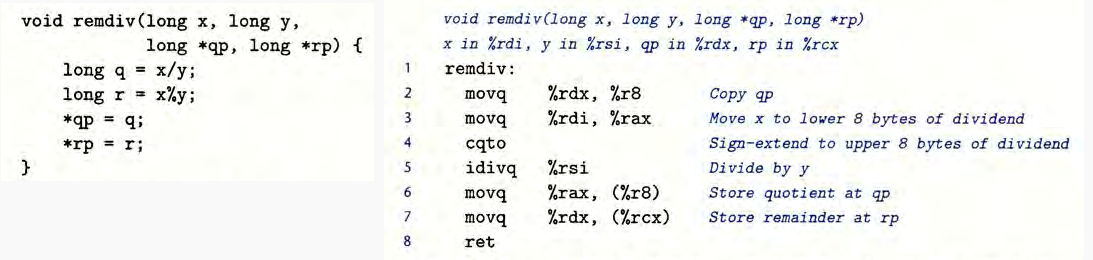 void remdiv(long x, long y,
long *qp, long *rp) {
long q = x/y;
long r = x%y;
*qp = q;
*rp = r;
}
void remdiv(long x, long y, long *qp, long *rp)
x in %rdi, y in %rsi, qp in %rdx, rp in %rcx
1 remdiv:
2 movq %rdx, %r8 Copy qp
3 movq %rdi, %rax Move x to lower 8 bytes of dividend
4 cqto Sign-extend to upper 8 bytes of dividend
5 idivq %rsi Divide by y
6 movq %rax, (%r8) Store quotient at qp
7 movq %rdx, (%rcx) Store remainder at rp
8 ret